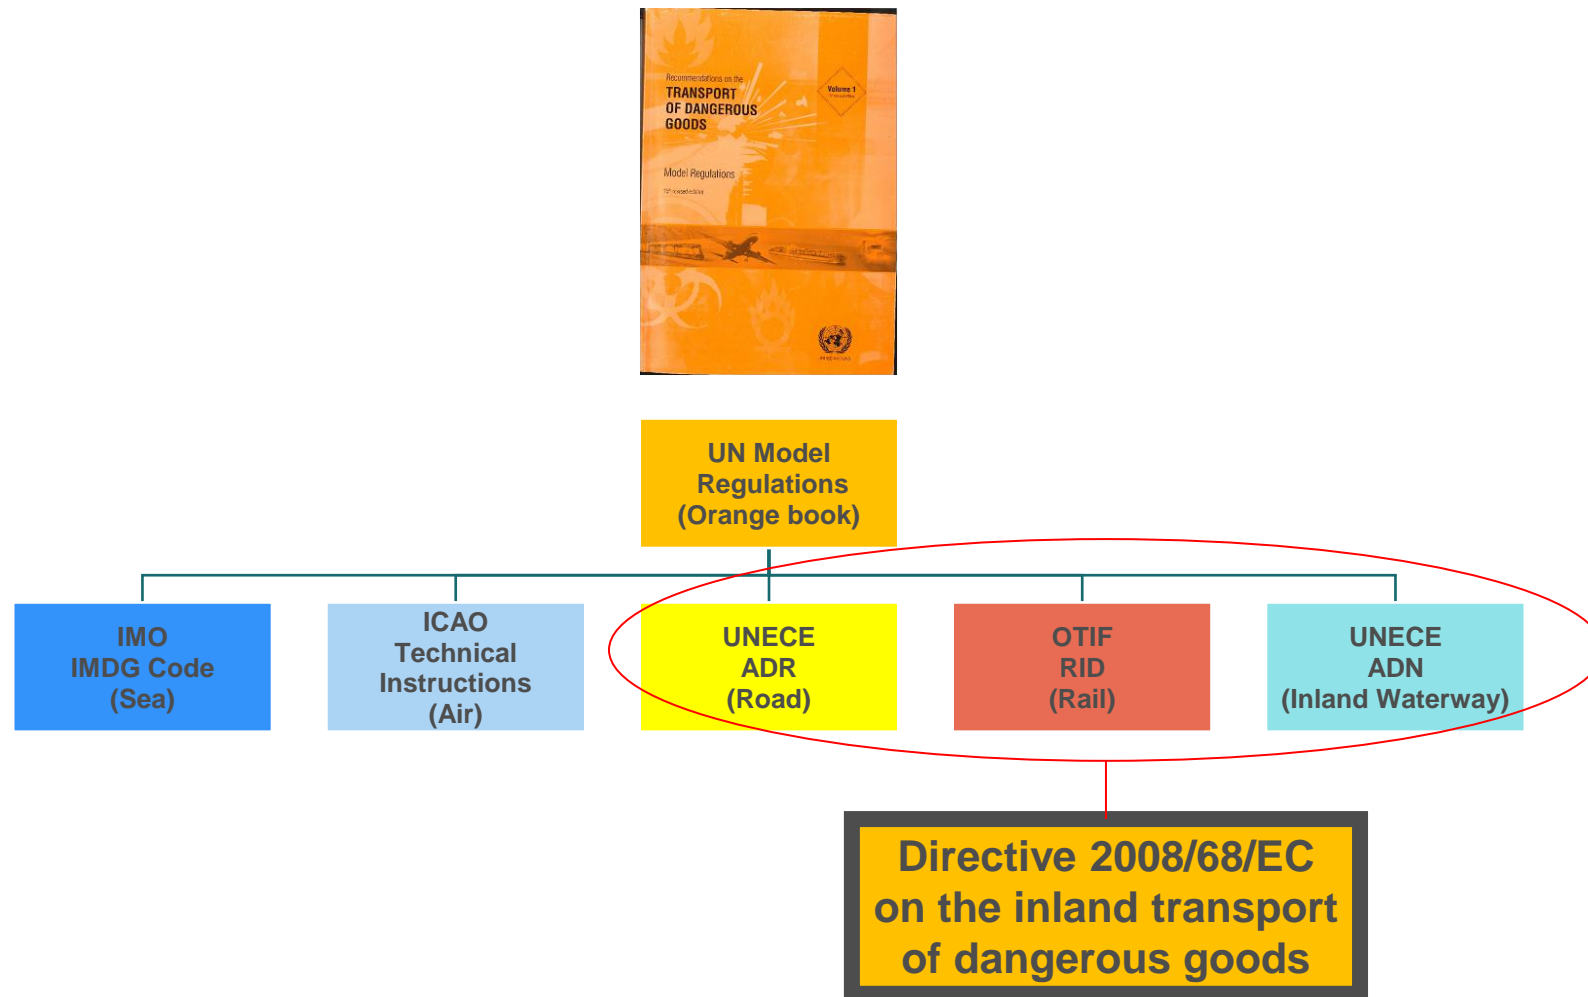 Recommendations on the
TRANSPORT
OF DANGEROUS
GOODS
Volume 1
Model Regulations
revised edition
UN Model
Regulations
(Orange book)
IMO
IMDG Code
(Sea)
ICAO
Technical
Instructions
(Air)
UNECE
ADR
(Road)
OTIF
RID
(Rail)
UNECE
ADN
(Inland Waterway)
Directive 2008/68/EC
on the inland transport
of dangerous goods